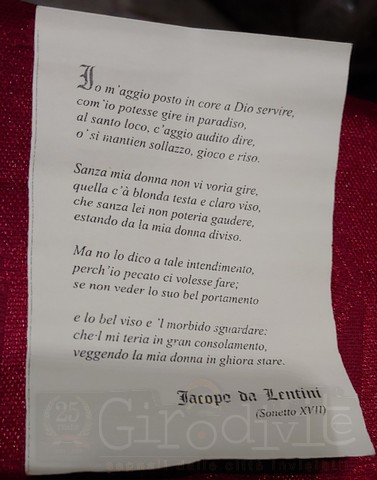 Io m'aggio posto in core a Dio servire,
com'io potesse gire in paradiso,
al santo loco, c'aggio audito dire,
o' si mantien sollazzo, gioco e riso.
Sanza mia donna non vi voria gire,
quella c'à blonda testa e claro viso,
che sanza lei non poteria gaudere,
estando da la mia donna diviso.
Ma no lo dico a tale intendimento,
perch'io pecato ci volesse fare;
se non veder lo suo bel portamento
e lo bel viso e 'l morbido sguardare:
che·l mi teria in gran consolamento,
veggendo la mia donna in ghiora stare.
Jacopo da Lentini
(Sonetto XVII)
25
Girodivite
segnali dalle città invisibili